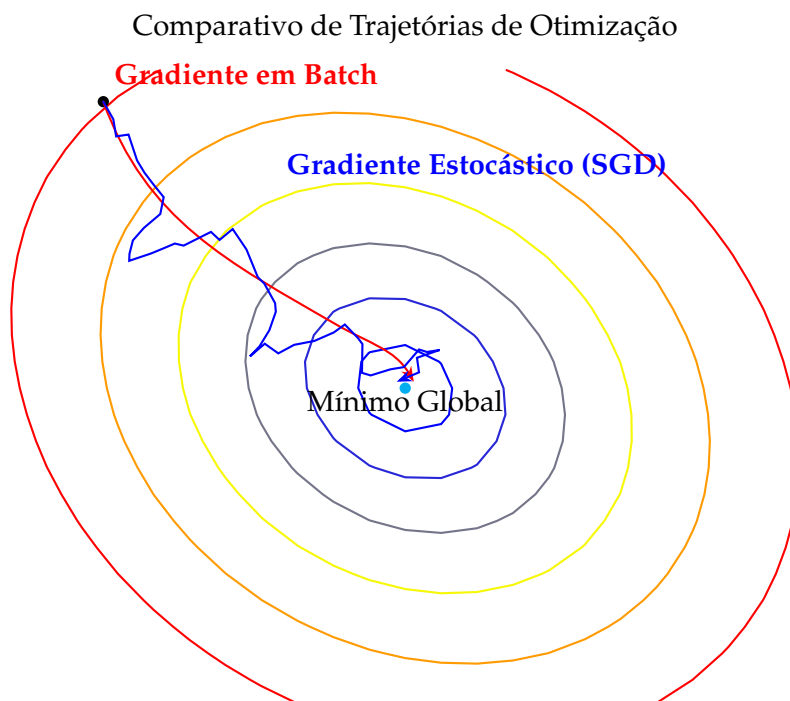 Comparativo de Trajetórias de Otimização
Gradiente em Batch
Gradiente Estocástico (SGD)
Mínimo Global